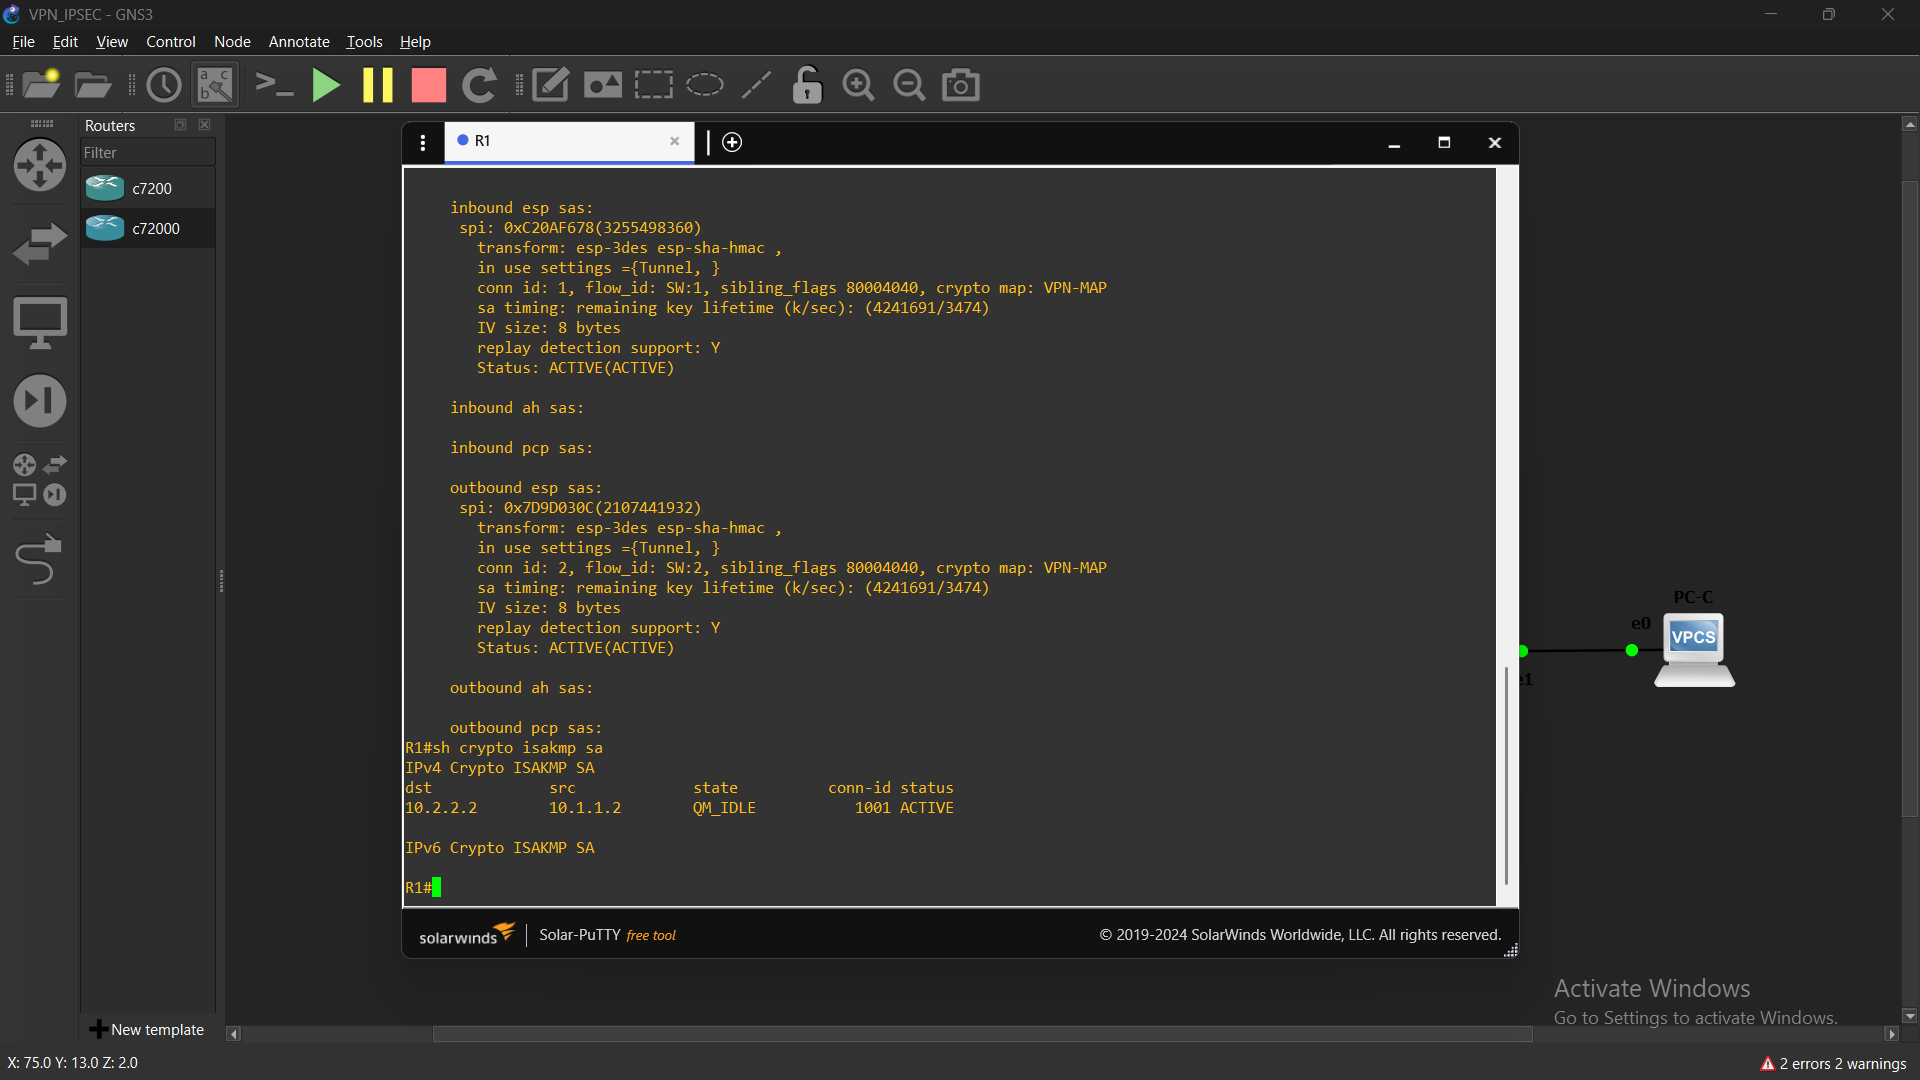 VPN_IPSEC - GNS3
File Edit View Control Node Annotate Tools Help
a c
b
Routers
Filter
c7200
c72000
R1
inbound esp sas:
spi: 0xC20AF678(3255498360)
transform: esp-3des esp-sha-hmac ,
in use settings ={Tunnel, }
conn id: 1, flow_id: SW:1, sibling_flags 80004040, crypto map: VPN-MAP
sa timing: remaining key lifetime (k/sec): (4241691/3474)
IV size: 8 bytes
replay detection support: Y
Status: ACTIVE(ACTIVE)
inbound ah sas:
inbound pcp sas:
outbound esp sas:
spi: 0x7D9D030C(2107441932)
transform: esp-3des esp-sha-hmac ,
in use settings ={Tunnel, }
conn id: 2, flow_id: SW:2, sibling_flags 80004040, crypto map: VPN-MAP
sa timing: remaining key lifetime (k/sec): (4241691/3474)
IV size: 8 bytes
replay detection support: Y
Status: ACTIVE(ACTIVE)
outbound ah sas:
outbound pcp sas:
R1#sh crypto isakmp sa
IPv4 Crypto ISAKMP SA
dst src state conn-id status
10.2.2.2 10.1.1.2 QM_IDLE 1001 ACTIVE
IPv6 Crypto ISAKMP SA
R1#
solarwinds Solar-PuTTY free tool © 2019-2024 SolarWinds Worldwide, LLC. All rights reserved.
PC-C
e0
VPCS
e1
Activate Windows
Go to Settings to activate Windows.
New template
X: 75.0 Y: 13.0 Z: 2.0
2 errors 2 warnings